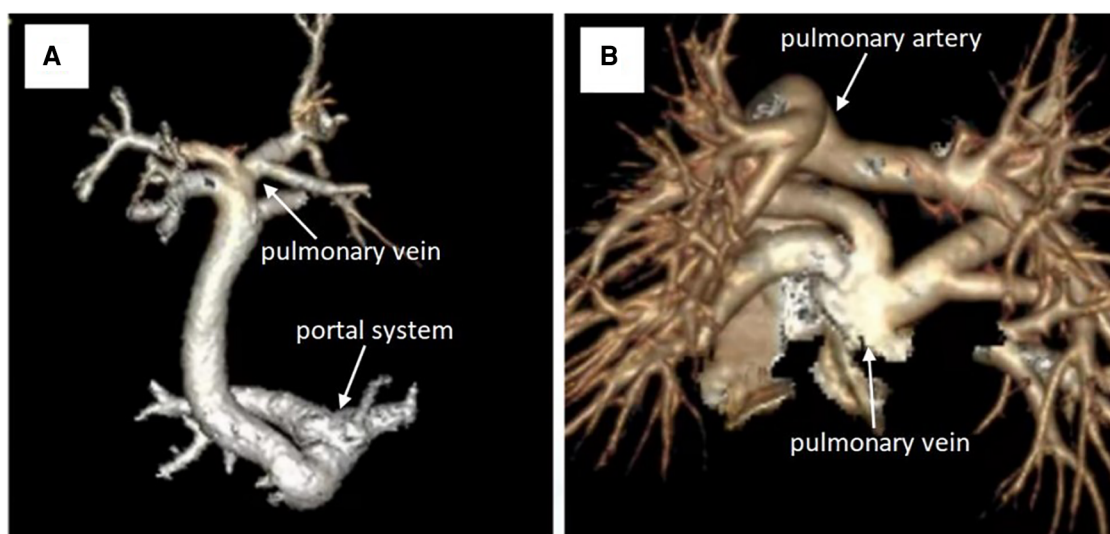 A
pulmonary vein
portal system
B
pulmonary artery
pulmonary vein